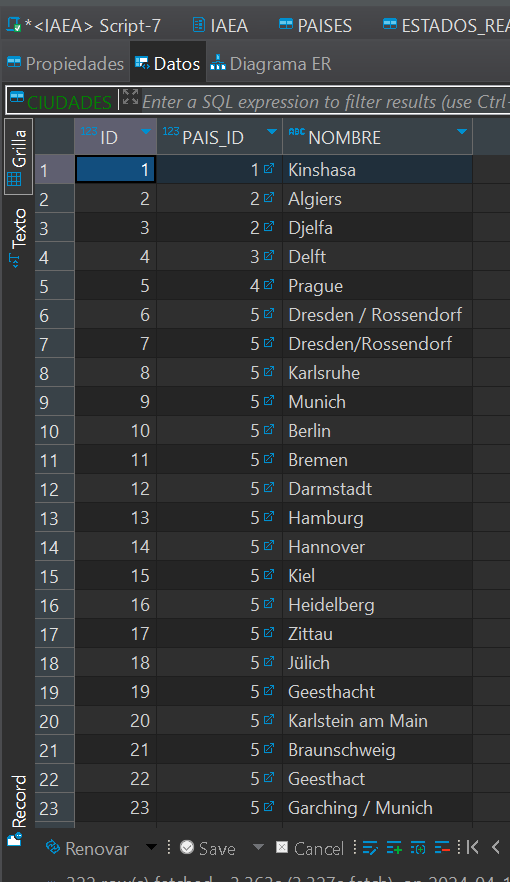 *<IAEA> Script-7 IAEA PAISES ESTADOS_REA
Propiedades Datos Diagrama ER
CIUDADES Enter a SQL expression to filter results (use Ctrl-
Grilla
Texto
Record
123 ID 123 PAIS_ID ABC NOMBRE
1 1 1 Kinshasa
2 2 2 Algiers
3 3 2 Djelfa
4 4 3 Delft
5 5 4 Prague
6 6 5 Dresden / Rossendorf
7 7 5 Dresden/Rossendorf
8 8 5 Karlsruhe
9 9 5 Munich
10 10 5 Berlin
11 11 5 Bremen
12 12 5 Darmstadt
13 13 5 Hamburg
14 14 5 Hannover
15 15 5 Kiel
16 16 5 Heidelberg
17 17 5 Zittau
18 18 5 Jülich
19 19 5 Geesthacht
20 20 5 Karlstein am Main
21 21 5 Braunschweig
22 22 5 Geesthact
23 23 5 Garching / Munich
Renovar Save Cancel